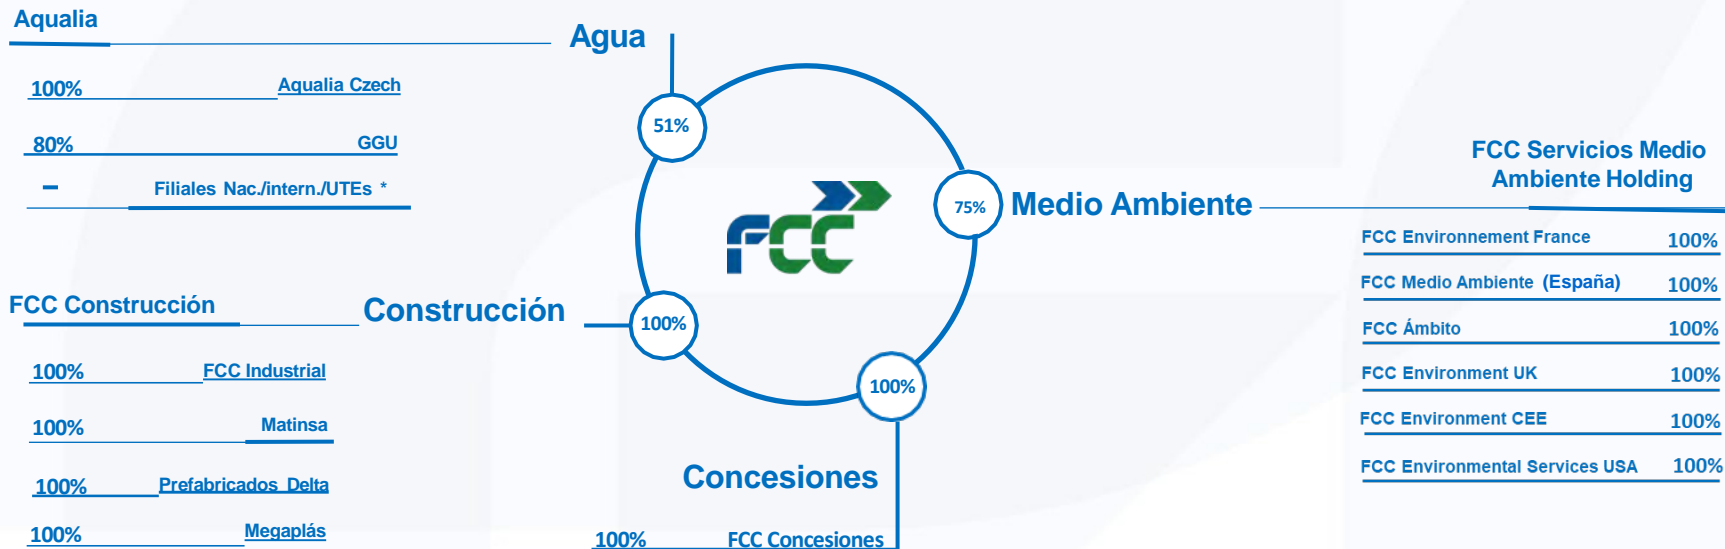 Aqualia
Agua
100% Aqualia Czech
80% GGU
– Filiales Nac./intern./UTEs *
51%
FCC
75%
Medio Ambiente
FCC Servicios Medio
Ambiente Holding
FCC Environnement France 100%
FCC Medio Ambiente (España) 100%
FCC Ámbito 100%
FCC Environment UK 100%
FCC Environment CEE 100%
FCC Environmental Services USA 100%
FCC Construcción
Construcción
100%
100% FCC Industrial
100% Matinsa
100% Prefabricados Delta
100% Megaplás
100%
Concesiones
100% FCC Concesiones